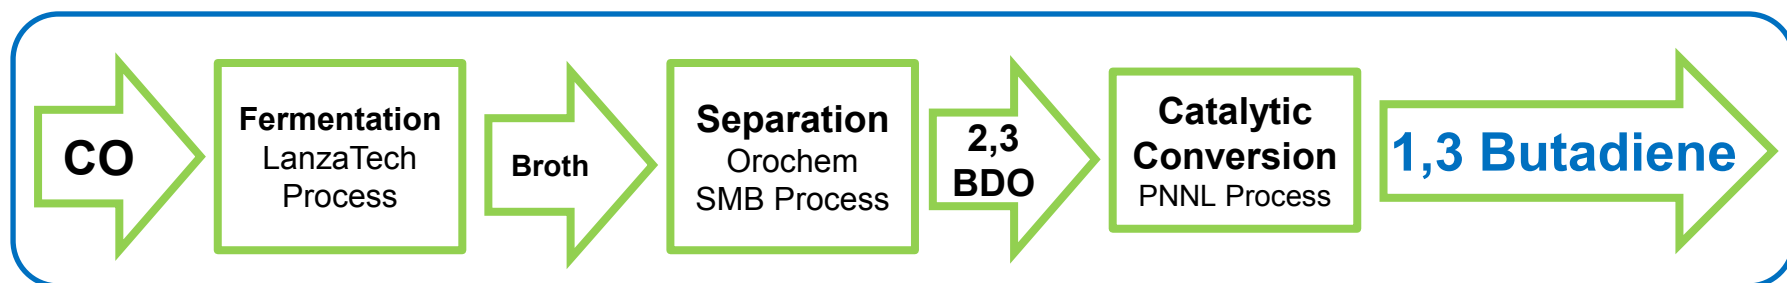 CO
Fermentation
LanzaTech
Process
Broth
Separation
Orochem
SMB Process
2,3
BDO
Catalytic
Conversion
PNNL Process
1,3 Butadiene